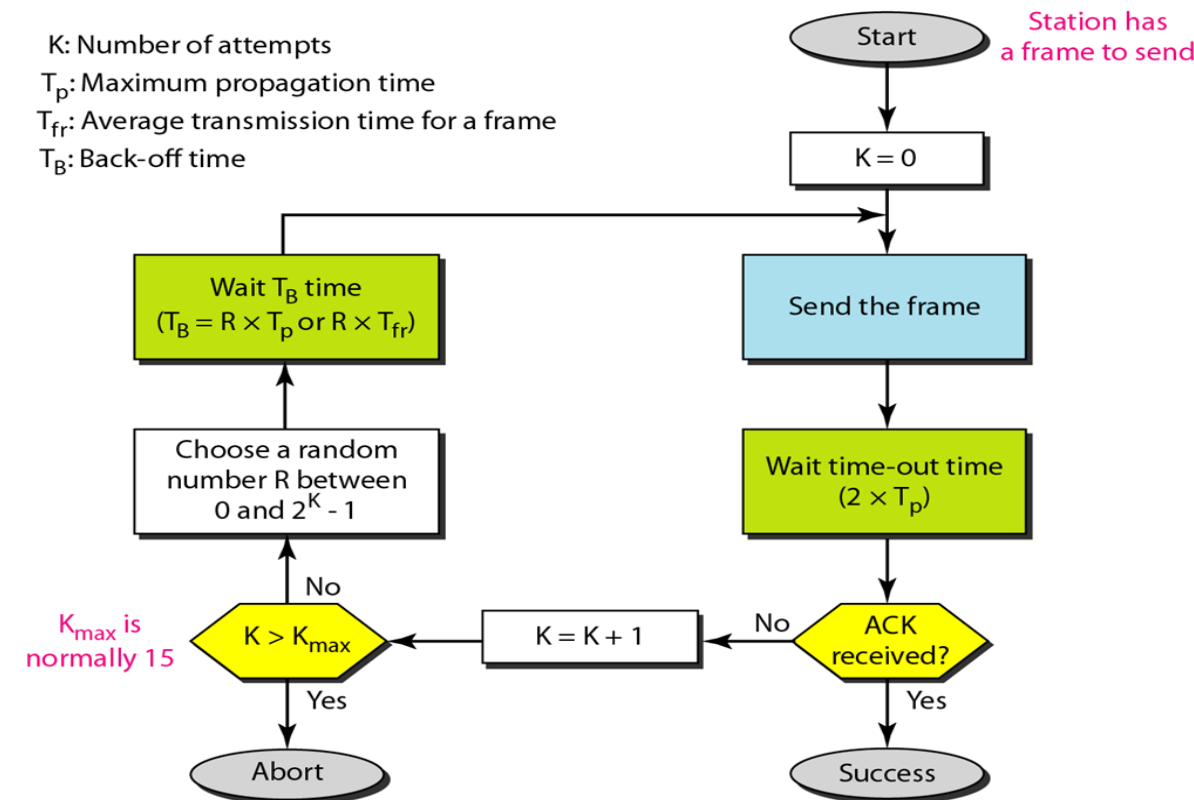 K: Number of attempts
Tp: Maximum propagation time
Tfr: Average transmission time for a frame
TB: Back-off time
Start
Station has
a frame to send
K = 0
Wait TB time
(TB = R × Tp or R × Tfr)
Send the frame
Choose a random
number R between
0 and 2^K - 1
Wait time-out time
(2 × Tp)
No
Kmax is
normally 15
K > Kmax
K = K + 1
No
ACK
received?
Yes
Yes
Abort
Success